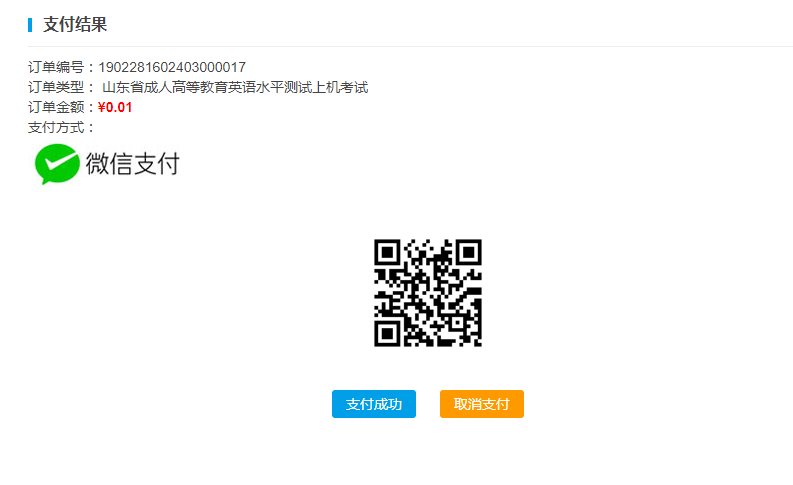 支付结果
订单编号：1902281602403000017
订单类型： 山东省成人高等教育英语水平测试上机考试
订单金额：¥0.01
支付方式：
微信支付
支付成功 取消支付